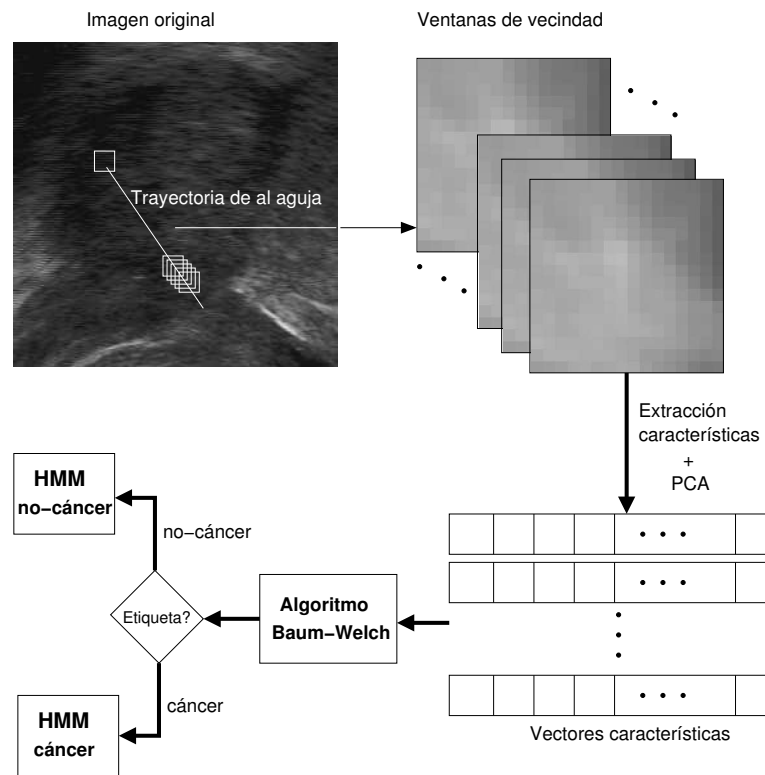 Imagen original
Ventanas de vecindad
Trayectoria de al aguja
Extracción
características
+
PCA
HMM
no−cáncer
no−cáncer
Etiqueta?
Algoritmo
Baum−Welch
cáncer
HMM
cáncer
Vectores características